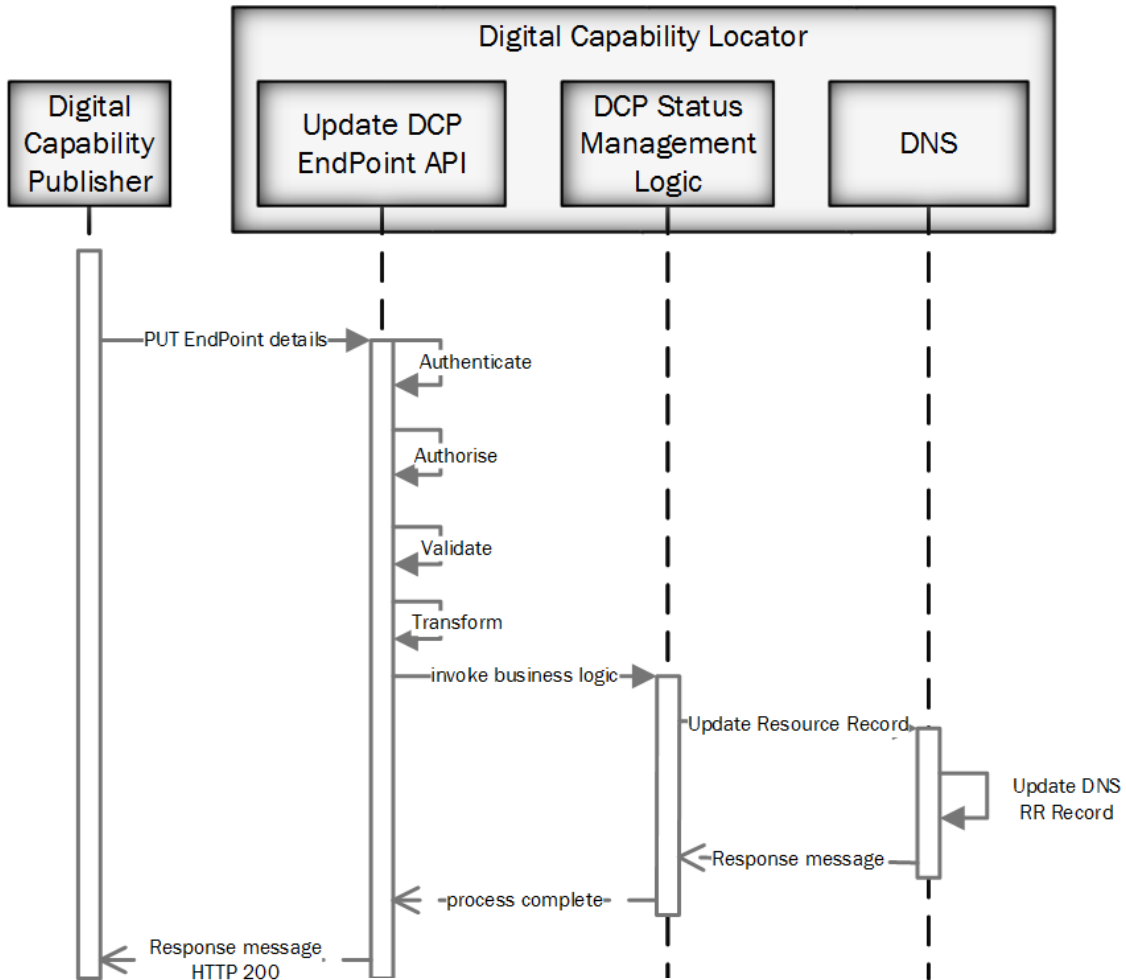 Digital Capability Locator
Digital
Capability
Publisher
Update DCP
EndPoint API
DCP Status
Management
Logic
DNS
PUT EndPoint details
Authenticate
Authorise
Validate
Transform
invoke business logic
Update Resource Record
Update DNS
RR Record
Response message
process complete
Response message
HTTP 200